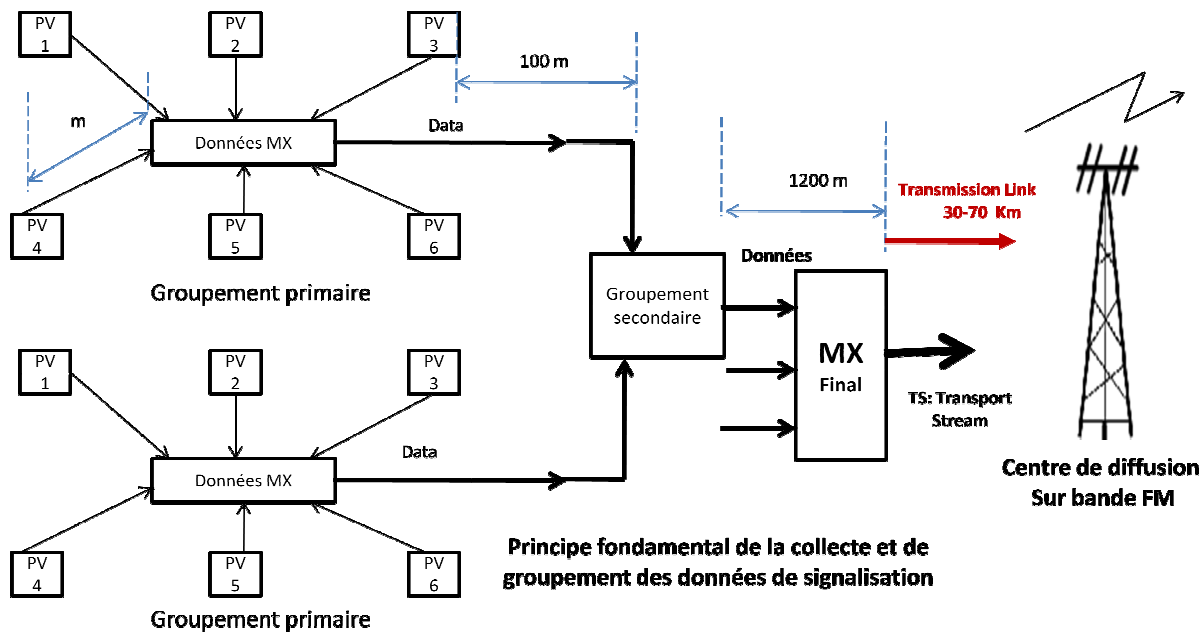 PV
1
PV
2
PV
3
100 m
m
Données MX
Data
PV
4
PV
5
PV
6
Groupement primaire
1200 m
Transmission Link
30-70 Km
Données
Groupement
secondaire
MX
Final
TS: Transport
Stream
PV
1
PV
2
PV
3
Données MX
Data
PV
4
PV
5
PV
6
Groupement primaire
Centre de diffusion
Sur bande FM
Principe fondamental de la collecte et de
groupement des données de signalisation